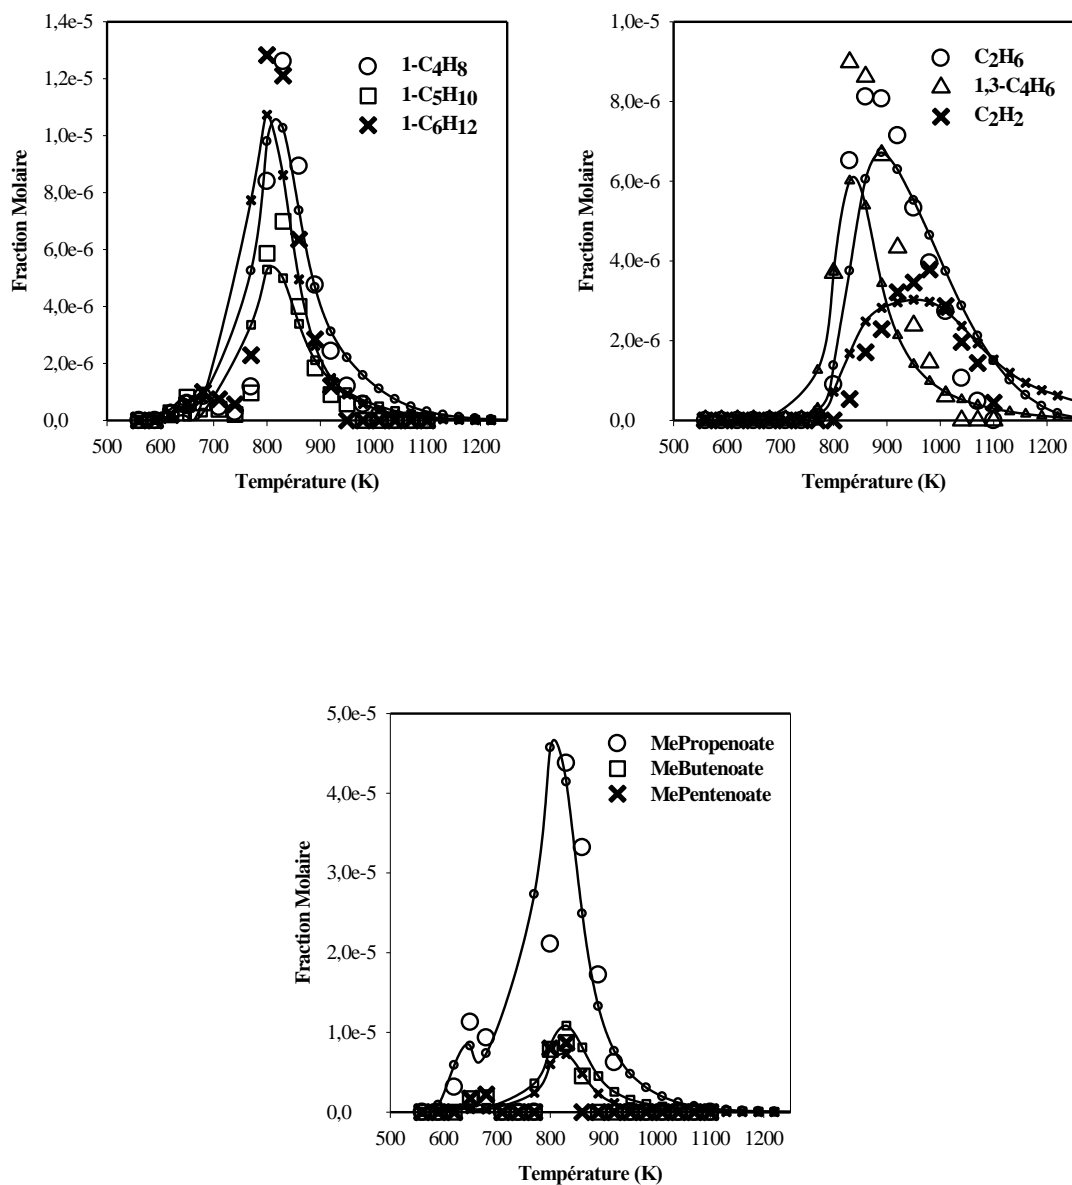 1,4e-5
1,2e-5
1,0e-5
8,0e-6
6,0e-6
4,0e-6
2,0e-6
0,0
Fraction Molaire
500 600 700 800 900 1000 1100 1200
Température (K)
1-C4H8
1-C5H10
1-C6H12
1,0e-5
8,0e-6
6,0e-6
4,0e-6
2,0e-6
0,0
Fraction Molaire
500 600 700 800 900 1000 1100 1200
Température (K)
C2H6
1,3-C4H6
C2H2
5,0e-5
4,0e-5
3,0e-5
2,0e-5
1,0e-5
0,0
Fraction Molaire
500 600 700 800 900 1000 1100 1200
Température (K)
MePropenoate
MeButenoate
MePentenoate